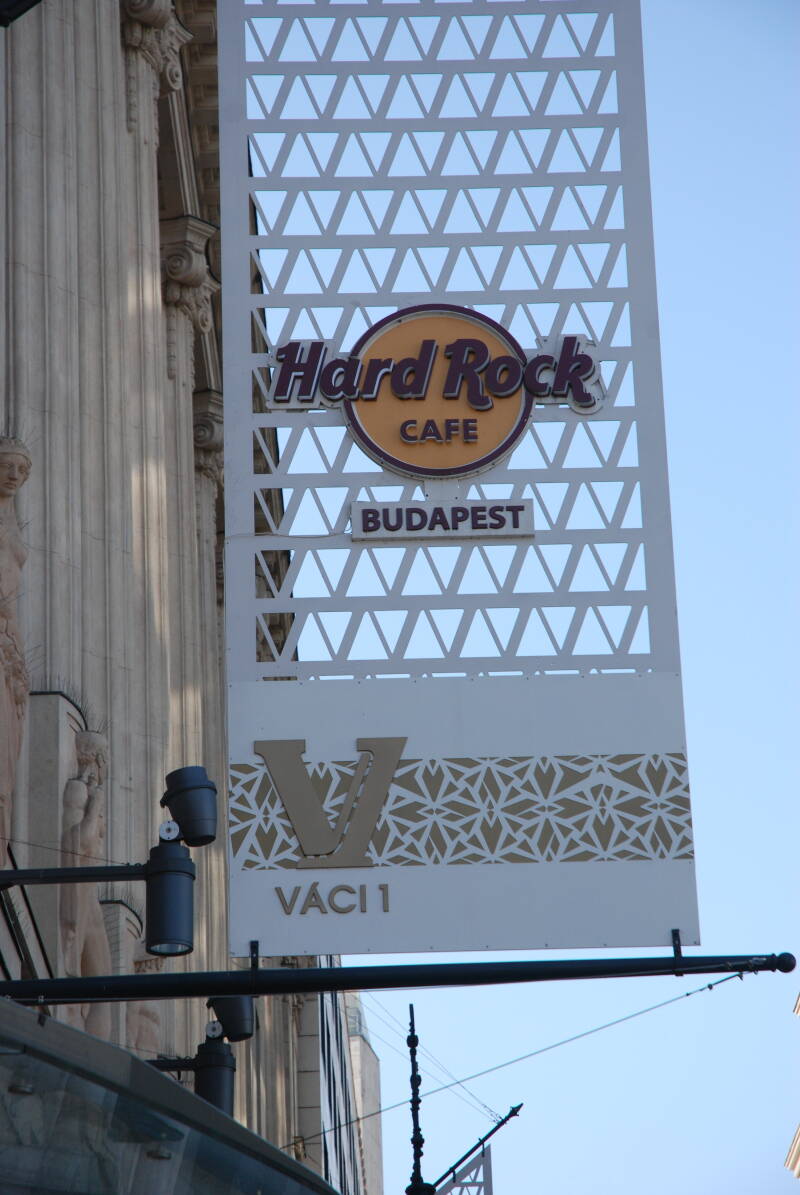 Hard Rock
CAFE
BUDAPEST
VÁCI 1